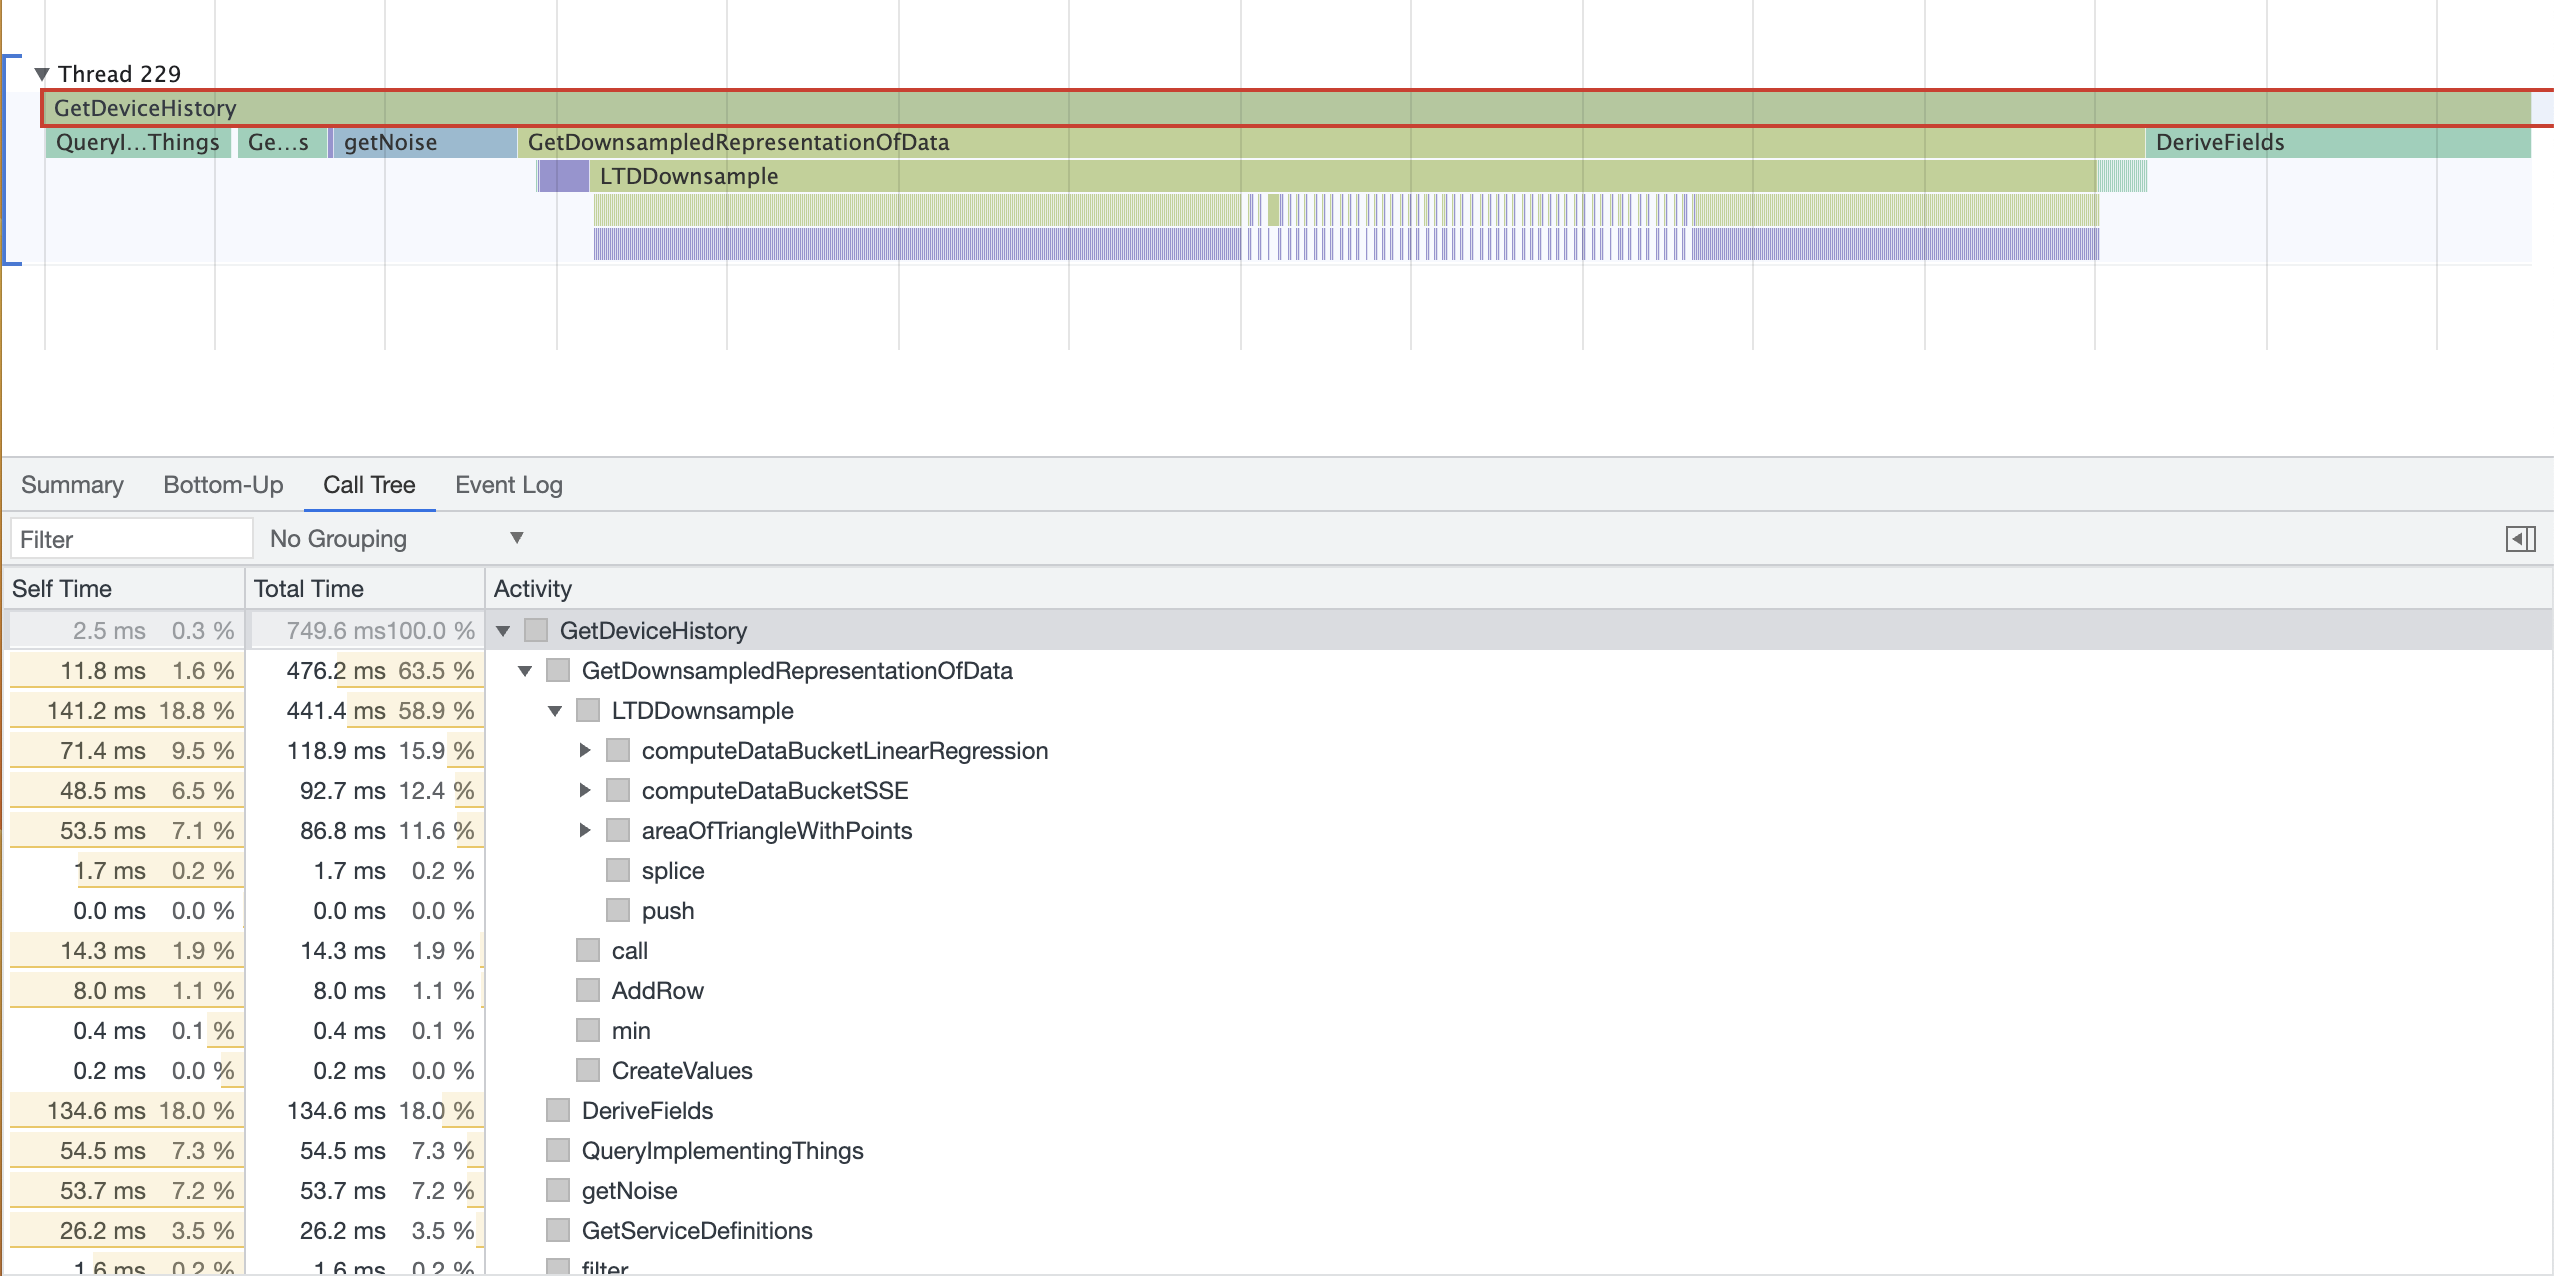 Thread 229
GetDeviceHistory
QueryI…Things Ge…s getNoise GetDownsampledRepresentationOfData DeriveFields
LTDDownsample
Summary Bottom-Up Call Tree Event Log
Filter No Grouping
Self Time Total Time Activity
2.5 ms 0.3 % 749.6 ms 100.0 % GetDeviceHistory
11.8 ms 1.6 % 476.2 ms 63.5 % GetDownsampledRepresentationOfData
141.2 ms 18.8 % 441.4 ms 58.9 % LTDDownsample
71.4 ms 9.5 % 118.9 ms 15.9 % computeDataBucketLinearRegression
48.5 ms 6.5 % 92.7 ms 12.4 % computeDataBucketSSE
53.5 ms 7.1 % 86.8 ms 11.6 % areaOfTriangleWithPoints
1.7 ms 0.2 % 1.7 ms 0.2 % splice
0.0 ms 0.0 % 0.0 ms 0.0 % push
14.3 ms 1.9 % 14.3 ms 1.9 % call
8.0 ms 1.1 % 8.0 ms 1.1 % AddRow
0.4 ms 0.1 % 0.4 ms 0.1 % min
0.2 ms 0.0 % 0.2 ms 0.0 % CreateValues
134.6 ms 18.0 % 134.6 ms 18.0 % DeriveFields
54.5 ms 7.3 % 54.5 ms 7.3 % QueryImplementingThings
53.7 ms 7.2 % 53.7 ms 7.2 % getNoise
26.2 ms 3.5 % 26.2 ms 3.5 % GetServiceDefinitions
1.6 ms 0.2 % 1.6 ms 0.2 % filter